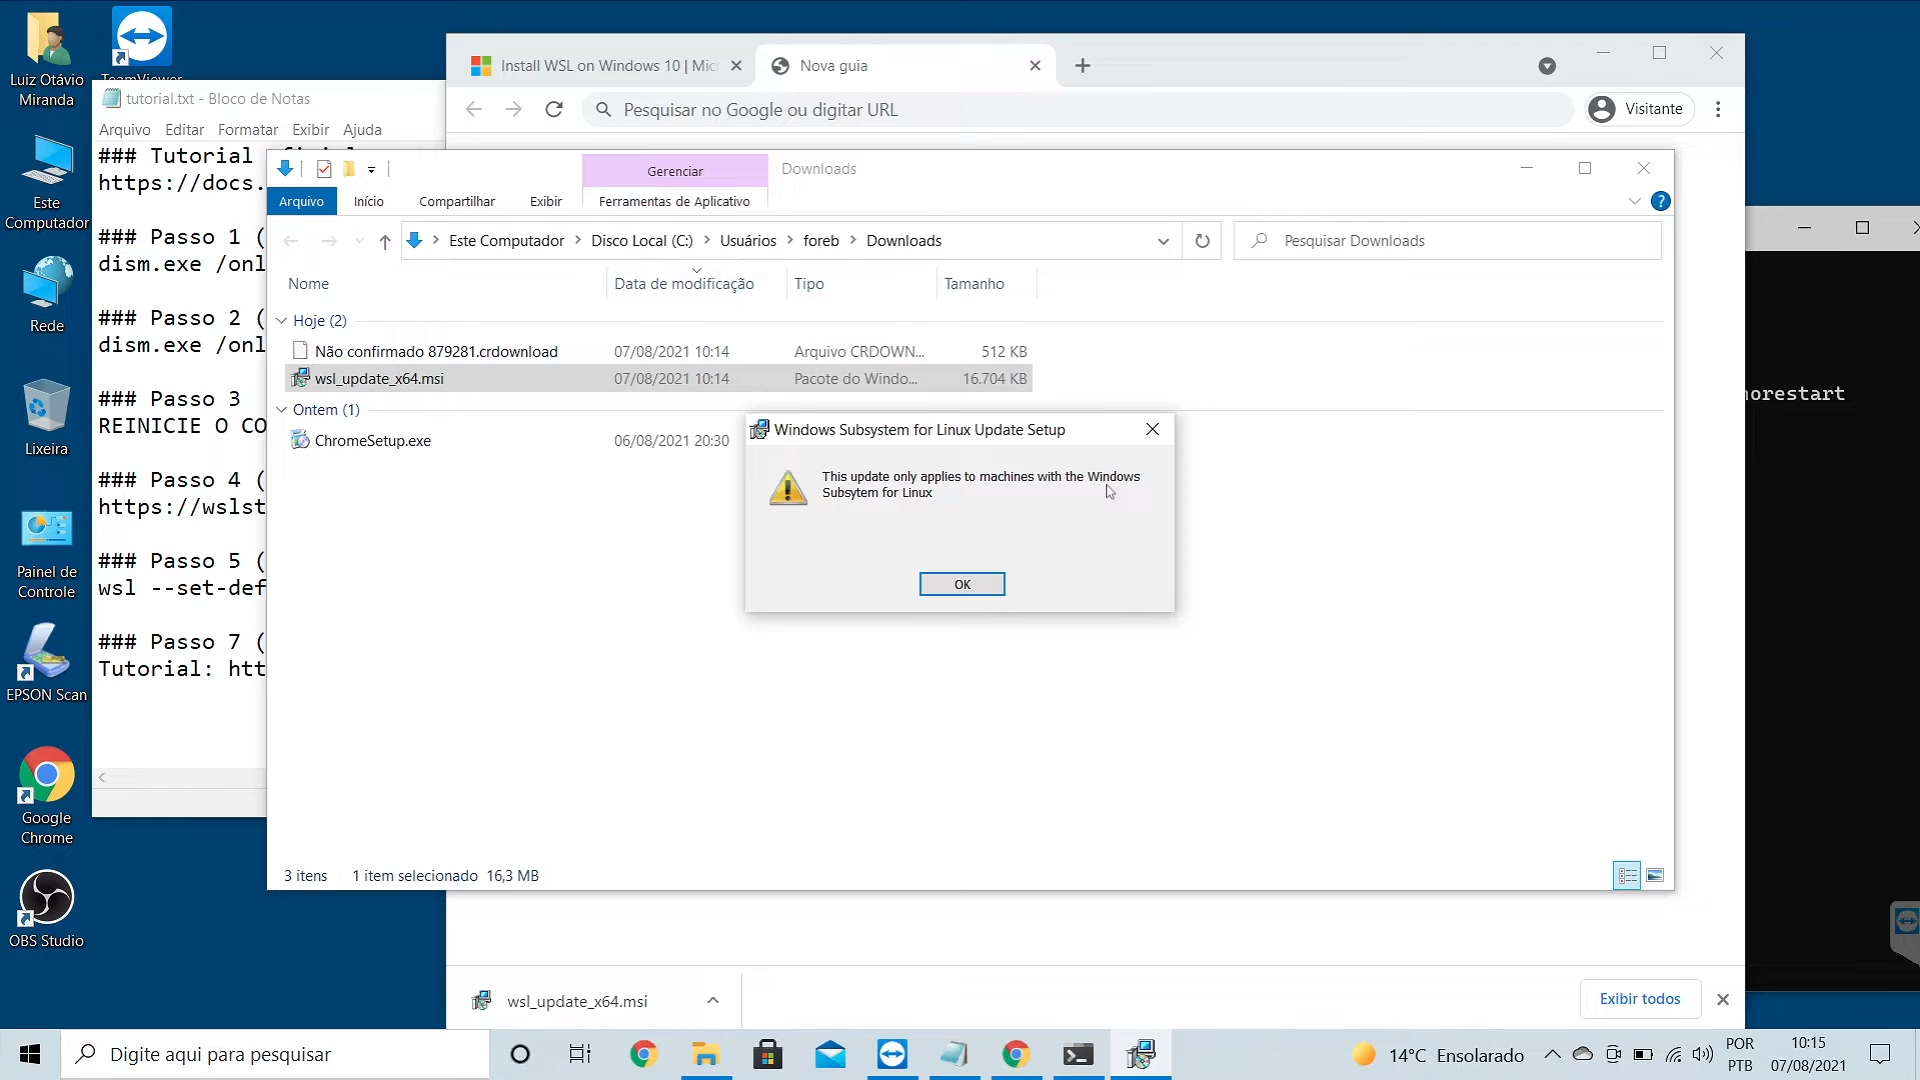 Luiz Otávio
Miranda
TeamViewer
Este
Computador
Rede
Lixeira
Painel de
Controle
EPSON Scan
Google
Chrome
OBS Studio
tutorial.txt - Bloco de Notas
Arquivo Editar Formatar Exibir Ajuda
### Tutorial
https://docs.
### Passo 1 (
dism.exe /onl
### Passo 2 (
dism.exe /onl
### Passo 3
REINICIE O CO
### Passo 4 (
https://wslst
### Passo 5 (
wsl --set-def
### Passo 7 (
Tutorial: htt
Install WSL on Windows 10 | Mic
Nova guia
Pesquisar no Google ou digitar URL
Visitante
Gerenciar
Downloads
Arquivo Início Compartilhar Exibir Ferramentas de Aplicativo
Este Computador > Disco Local (C:) > Usuários > foreb > Downloads
Pesquisar Downloads
Nome Data de modificação Tipo Tamanho
Hoje (2)
Não confirmado 879281.crdownload 07/08/2021 10:14 Arquivo CRDOWN... 512 KB
wsl_update_x64.msi 07/08/2021 10:14 Pacote do Windo... 16.704 KB
Ontem (1)
ChromeSetup.exe 06/08/2021 20:30
Windows Subsystem for Linux Update Setup
This update only applies to machines with the Windows
Subsytem for Linux
OK
3 itens 1 item selecionado 16,3 MB
norestart
wsl_update_x64.msi
Exibir todos
Digite aqui para pesquisar
14°C Ensolarado
POR
PTB
10:15
07/08/2021